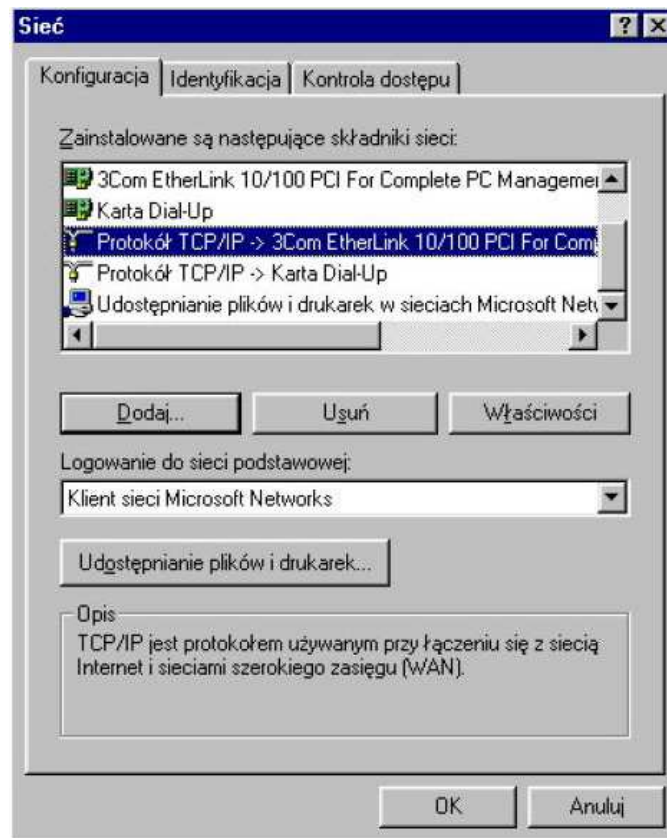 Sieć
Konfiguracja Identyfikacja Kontrola dostępu
Zainstalowane są następujące składniki sieci:
3Com EtherLink 10/100 PCI For Complete PC
Karta Dial-Up
Protokół TCP/IP -> 3Com EtherLink 10/100 PCI For
Protokół TCP/IP -> Karta Dial-Up
Udostępnianie plików i drukarek w sieciach Microsoft
Dodaj... Usuń Właściwości
Logowanie do sieci podstawowej:
Klient sieci Microsoft Networks
Udostępnianie plików i drukarek...
Opis
TCP/IP jest protokołem używanym przy łączeniu się z siecią
Internet i sieciami szerokiego zasięgu (WAN).
OK Anuluj